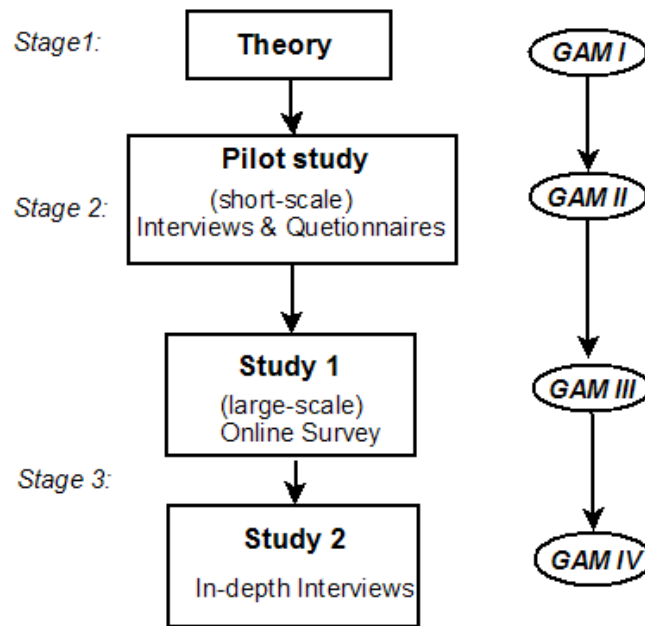 Stage1:
Theory
GAM I
Pilot study
(short-scale)
Stage 2:
Interviews & Quetionnaires
GAM II
Study 1
(large-scale)
Online Survey
GAM III
Stage 3:
Study 2
In-depth Interviews
GAM IV